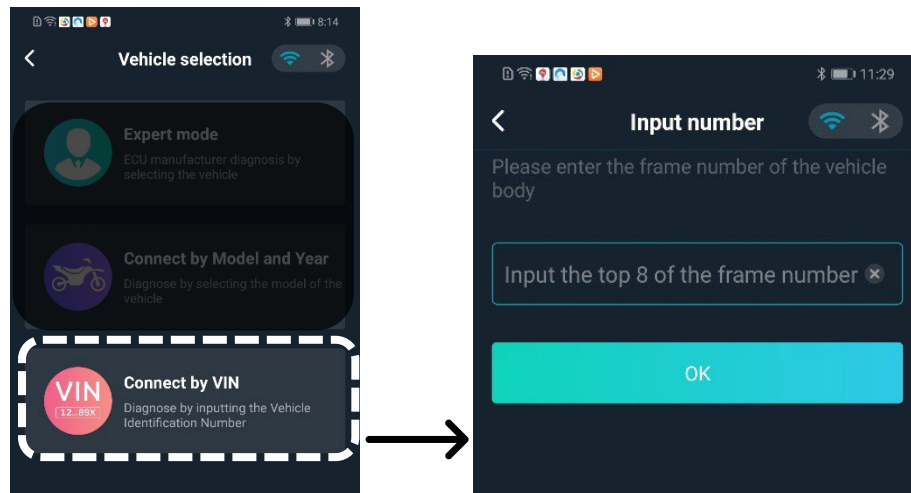 8:14
Vehicle selection
Expert mode
ECU manufacturer diagnosis by
selecting the vehicle
Connect by Model and Year
Diagnose by selecting the model of the
vehicle
VIN
12...89X
Connect by VIN
Diagnose by inputting the Vehicle
Identification Number
11:29
Input number
Please enter the frame number of the vehicle
body
Input the top 8 of the frame number
OK